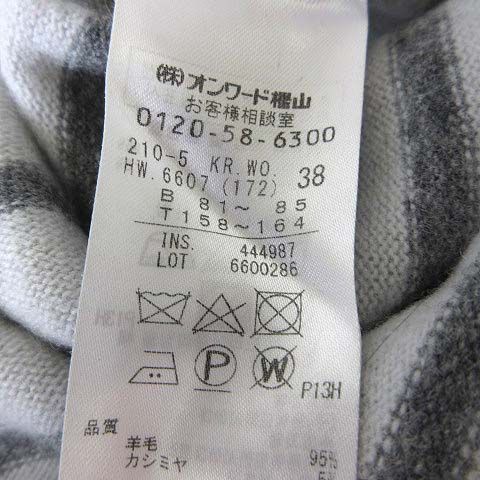 (株)オンワード樫山
お客様相談室
0120-58-6300
210-5 KR.WO.
HW.6607 (172) 38
B 81～ 85
T 158～164
INS. 444987
LOT 6600286
P
W
P13H
品質
羊毛 95%
カシミヤ 5%